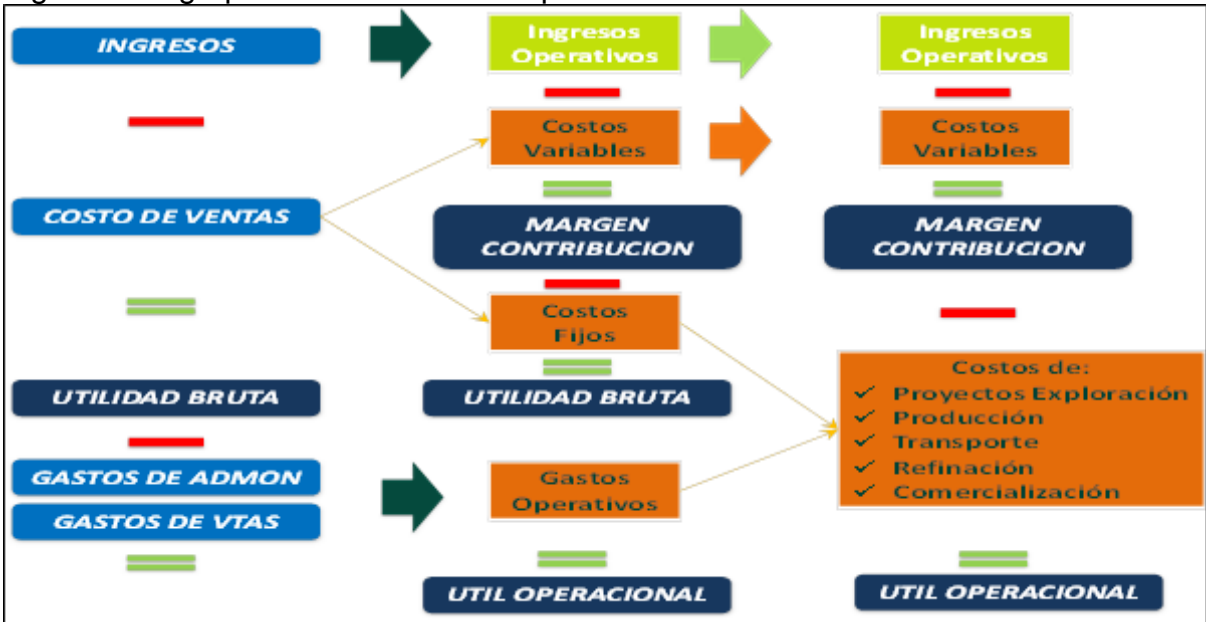 INGRESOS
COSTO DE VENTAS
UTILIDAD BRUTA
GASTOS DE ADMON
GASTOS DE VTAS
Ingresos
Operativos
Costos
Variables
MARGEN
CONTRIBUCION
Costos
Fijos
UTILIDAD BRUTA
Gastos
Operativos
UTIL OPERACIONAL
Ingresos
Operativos
Costos
Variables
MARGEN
CONTRIBUCION
Costos de:
✓ Proyectos Exploración
✓ Producción
✓ Transporte
✓ Refinación
✓ Comercialización
UTIL OPERACIONAL